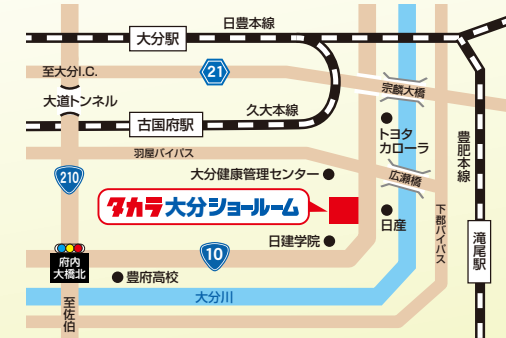 日豊本線
大分駅
至大分I.C.
21
宗麟大橋
大道トンネル
久大本線
古国府駅
トヨタ
カローラ
豊肥本線
羽屋バイパス
210
大分健康管理センター
広瀬橋
タカラ大分ショールーム
日産
下郡バイパス
滝尾駅
日建学院
10
府内
大橋北
豊府高校
大分川
至佐伯